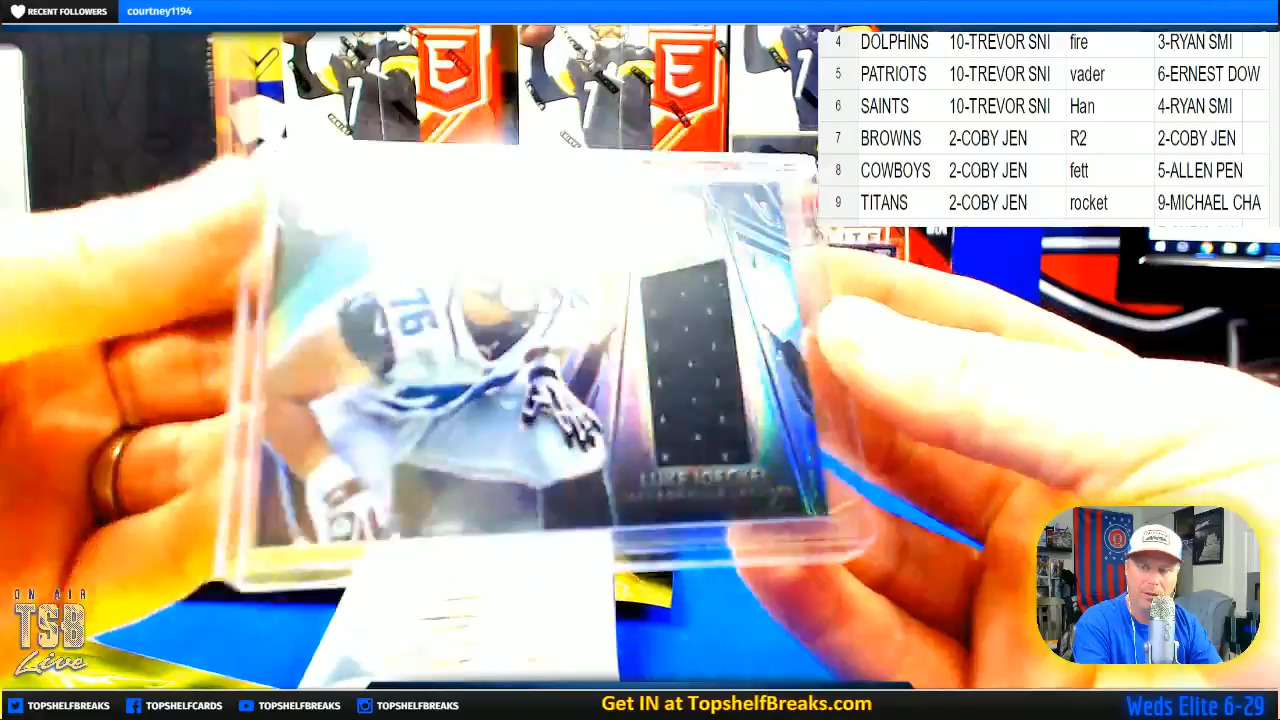 RECENT FOLLOWERS courtney1194
4 DOLPHINS 10-TREVOR SNI fire 3-RYAN SMI
5 PATRIOTS 10-TREVOR SNI vader 6-ERNEST DOW
6 SAINTS 10-TREVOR SNI Han 4-RYAN SMI
7 BROWNS 2-COBY JEN R2 2-COBY JEN
8 COWBOYS 2-COBY JEN fett 5-ALLEN PEN
9 TITANS 2-COBY JEN rocket 9-MICHAEL CHA
E E
76
LUKE JOECKEL
ON AIR
TSB
Live
TOPSHELFBREAKS TOPSHELFCARDS TOPSHELFBREAKS TOPSHELFBREAKS Get IN at TopshelfBreaks.com Weds Elite 6-29